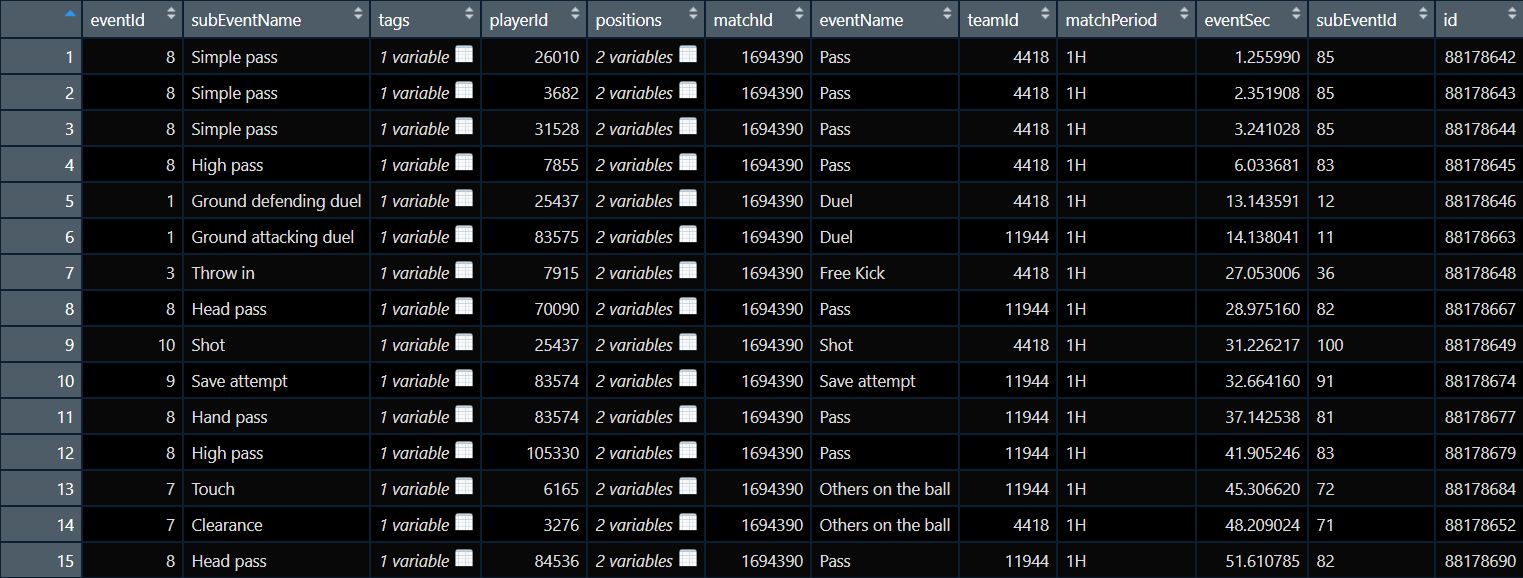 eventId subEventName tags playerId positions matchId eventName teamId matchPeriod eventSec subEventId id
1 8 Simple pass 1 variable 26010 2 variables 1694390 Pass 4418 1H 1.255990 85 88178642
2 8 Simple pass 1 variable 3682 2 variables 1694390 Pass 4418 1H 2.351908 85 88178643
3 8 Simple pass 1 variable 31528 2 variables 1694390 Pass 4418 1H 3.241028 85 88178644
4 8 High pass 1 variable 7855 2 variables 1694390 Pass 4418 1H 6.033681 83 88178645
5 1 Ground defending duel 1 variable 25437 2 variables 1694390 Duel 4418 1H 13.143591 12 88178646
6 1 Ground attacking duel 1 variable 83575 2 variables 1694390 Duel 11944 1H 14.138041 11 88178663
7 3 Throw in 1 variable 7915 2 variables 1694390 Free Kick 4418 1H 27.053006 36 88178648
8 8 Head pass 1 variable 70090 2 variables 1694390 Pass 11944 1H 28.975160 82 88178667
9 10 Shot 1 variable 25437 2 variables 1694390 Shot 4418 1H 31.226217 100 88178649
10 9 Save attempt 1 variable 83574 2 variables 1694390 Save attempt 11944 1H 32.664160 91 88178674
11 8 Hand pass 1 variable 83574 2 variables 1694390 Pass 11944 1H 37.142538 81 88178677
12 8 High pass 1 variable 105330 2 variables 1694390 Pass 11944 1H 41.905246 83 88178679
13 7 Touch 1 variable 6165 2 variables 1694390 Others on the ball 11944 1H 45.306620 72 88178684
14 7 Clearance 1 variable 3276 2 variables 1694390 Others on the ball 4418 1H 48.209024 71 88178652
15 8 Head pass 1 variable 84536 2 variables 1694390 Pass 11944 1H 51.610785 82 88178690